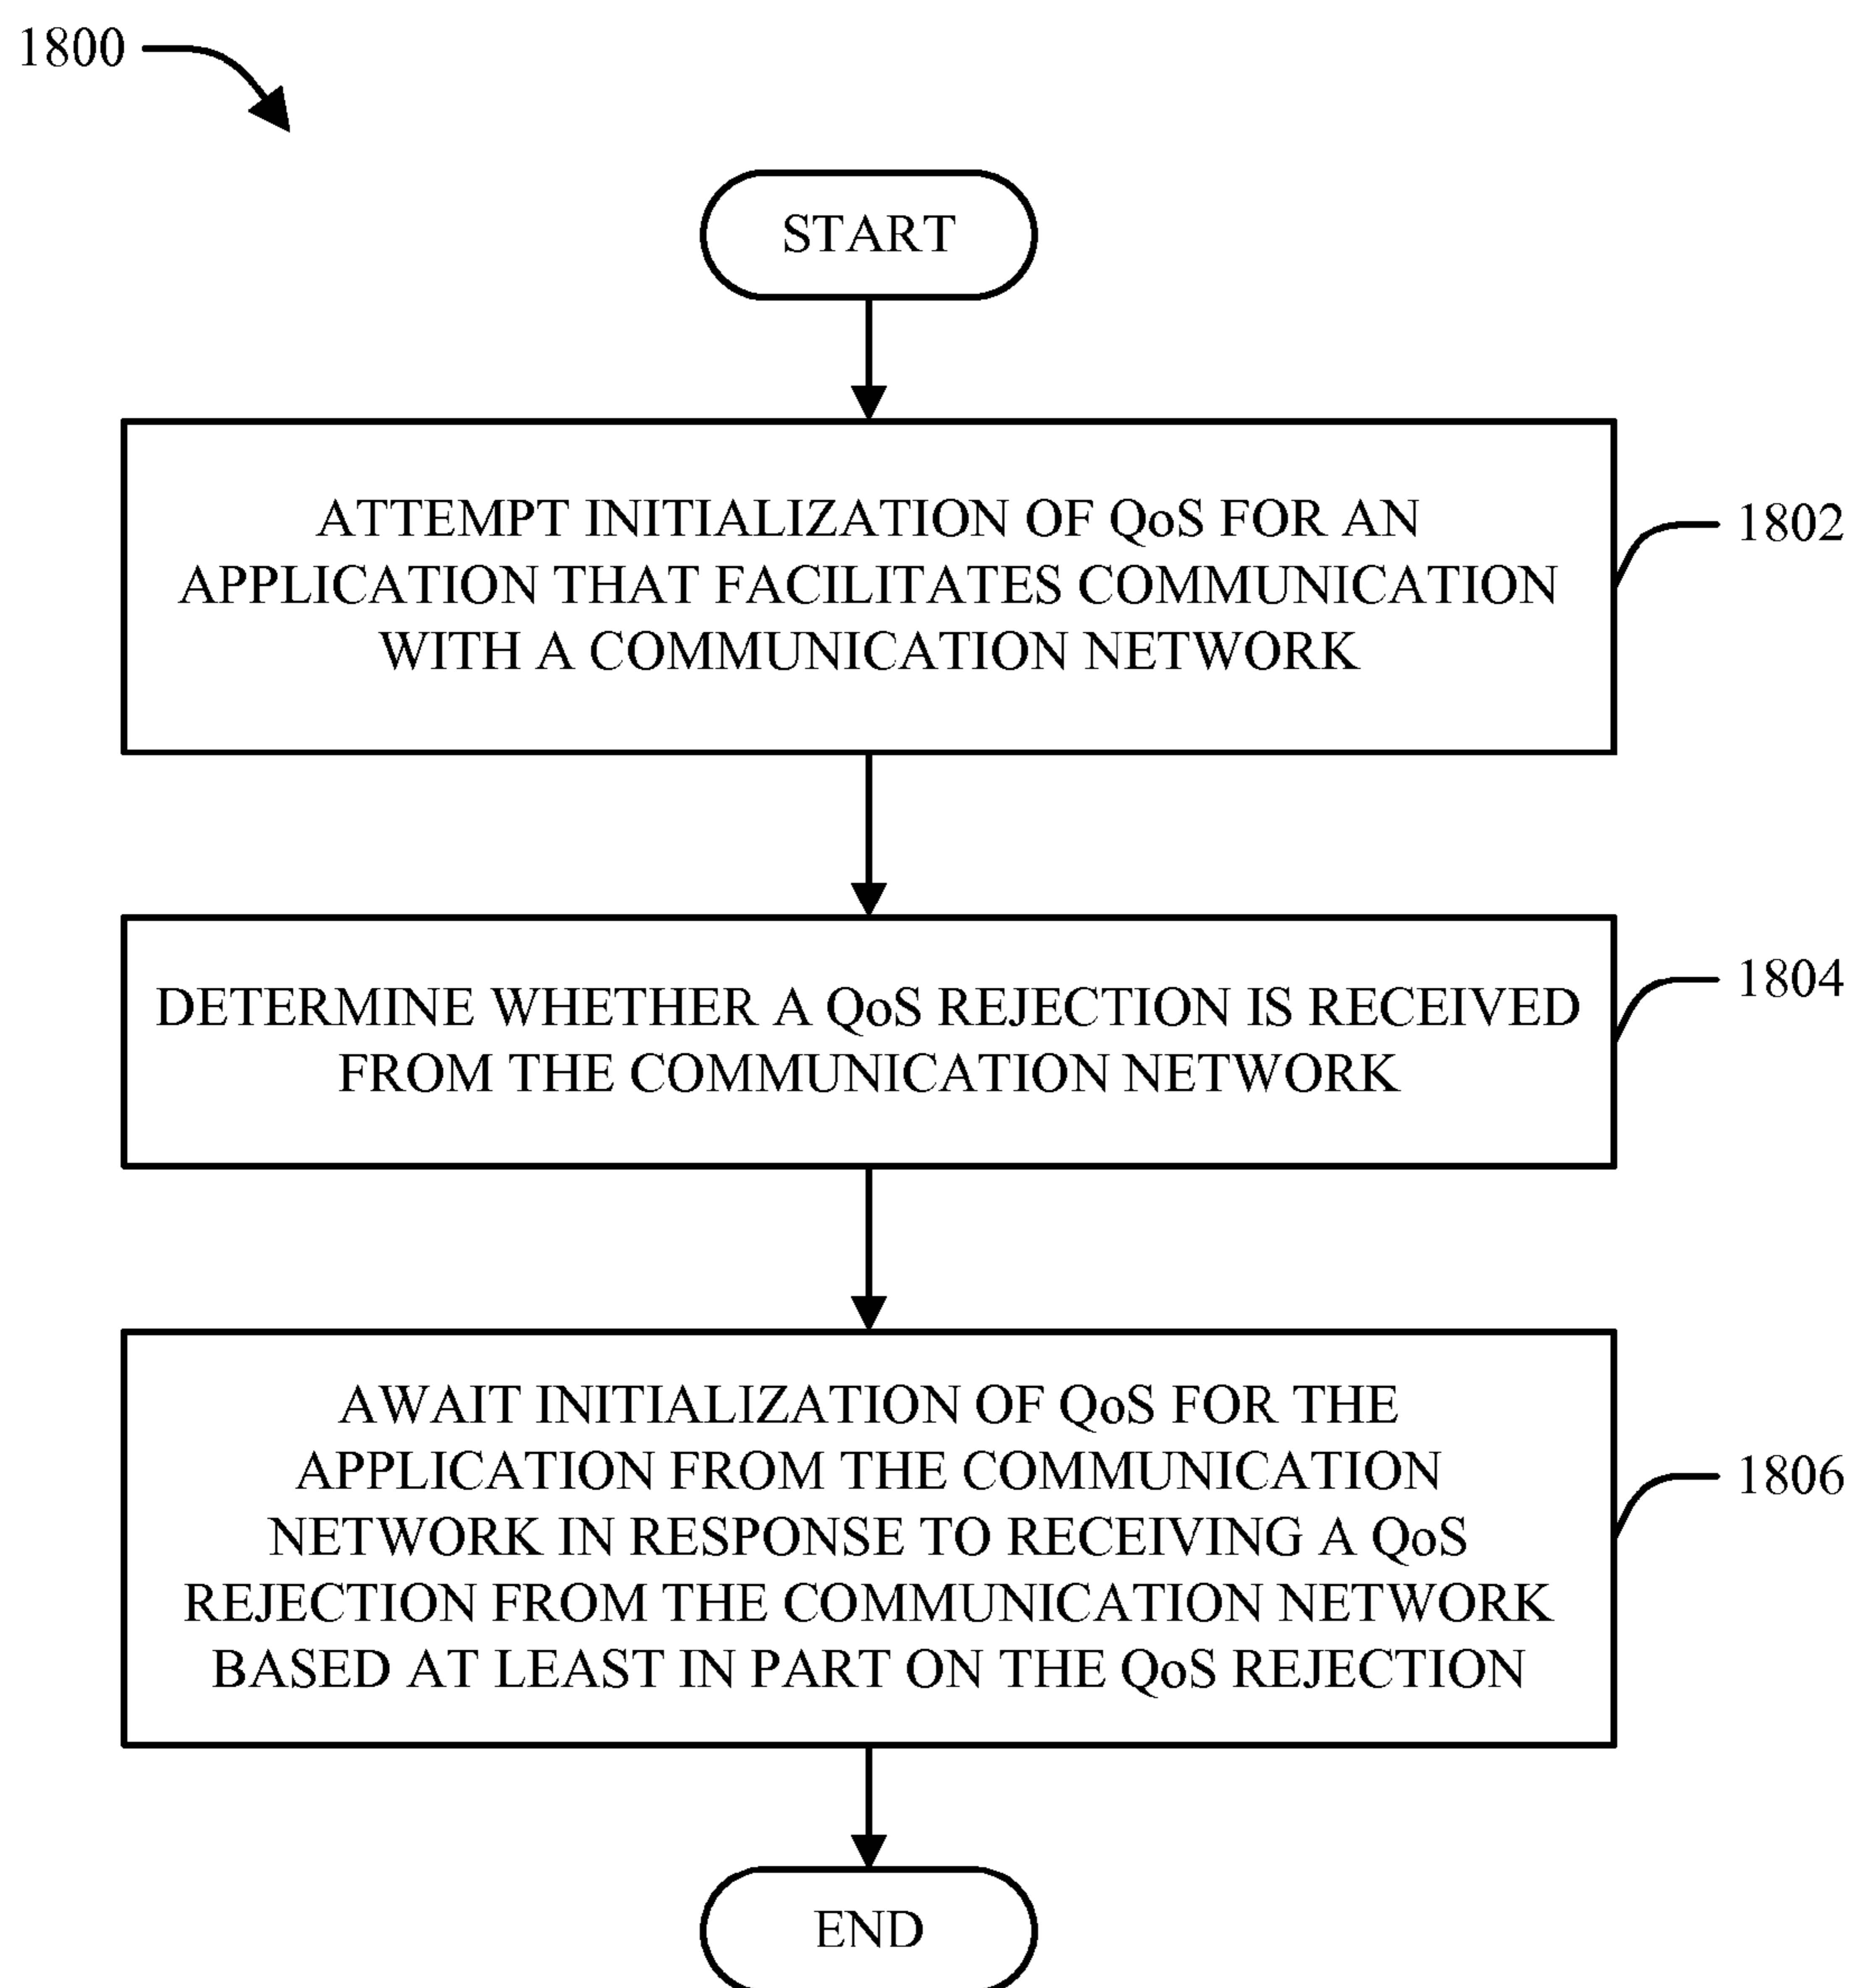 1800
START
ATTEMPT INITIALIZATION OF QoS FOR AN
APPLICATION THAT FACILITATES COMMUNICATION
WITH A COMMUNICATION NETWORK
1802
DETERMINE WHETHER A QoS REJECTION IS RECEIVED
FROM THE COMMUNICATION NETWORK
1804
AWAIT INITIALIZATION OF QoS FOR THE
APPLICATION FROM THE COMMUNICATION
NETWORK IN RESPONSE TO RECEIVING A QoS
REJECTION FROM THE COMMUNICATION NETWORK
BASED AT LEAST IN PART ON THE QoS REJECTION
1806
END